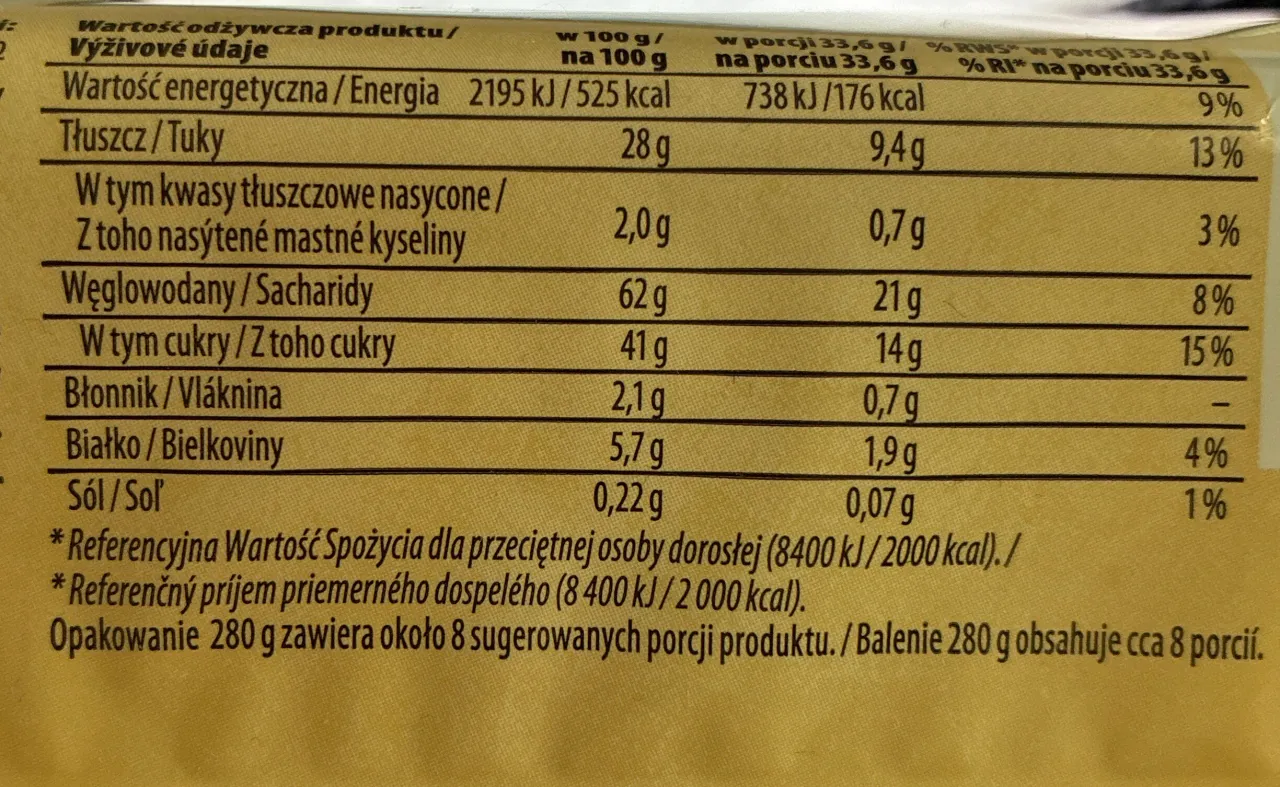 Wartość odżywcza produktu/ w 100 g/ w porcji 33,6 g/ % RWS* w porcji 33,6 g/
Výživové údaje na 100 g na porciu 33,6 g % RI* na porciu 33,6 g
Wartość energetyczna / Energia 2195 kJ / 525 kcal 738 kJ /176 kcal 9%
Tłuszcz / Tuky 28 g 9,4 g 13 %
W tym kwasy tłuszczowe nasycone /
Z toho nasýtené mastné kyseliny 2,0 g 0,7 g 3 %
Węglowodany / Sacharidy 62 g 21 g 8 %
W tym cukry / Z toho cukry 41 g 14 g 15 %
Błonnik / Vláknina 2,1 g 0,7 g –
Białko / Bielkoviny 5,7 g 1,9 g 4 %
Sól / Soľ 0,22 g 0,07 g 1 %
* Referencyjna Wartość Spożycia dla przeciętnej osoby dorosłej (8400 kJ / 2000 kcal). /
* Referenčný príjem priemerného dospelého (8 400 kJ / 2 000 kcal).
Opakowanie 280 g zawiera około 8 sugerowanych porcji produktu. / Balenie 280 g obsahuje cca 8 porcií.